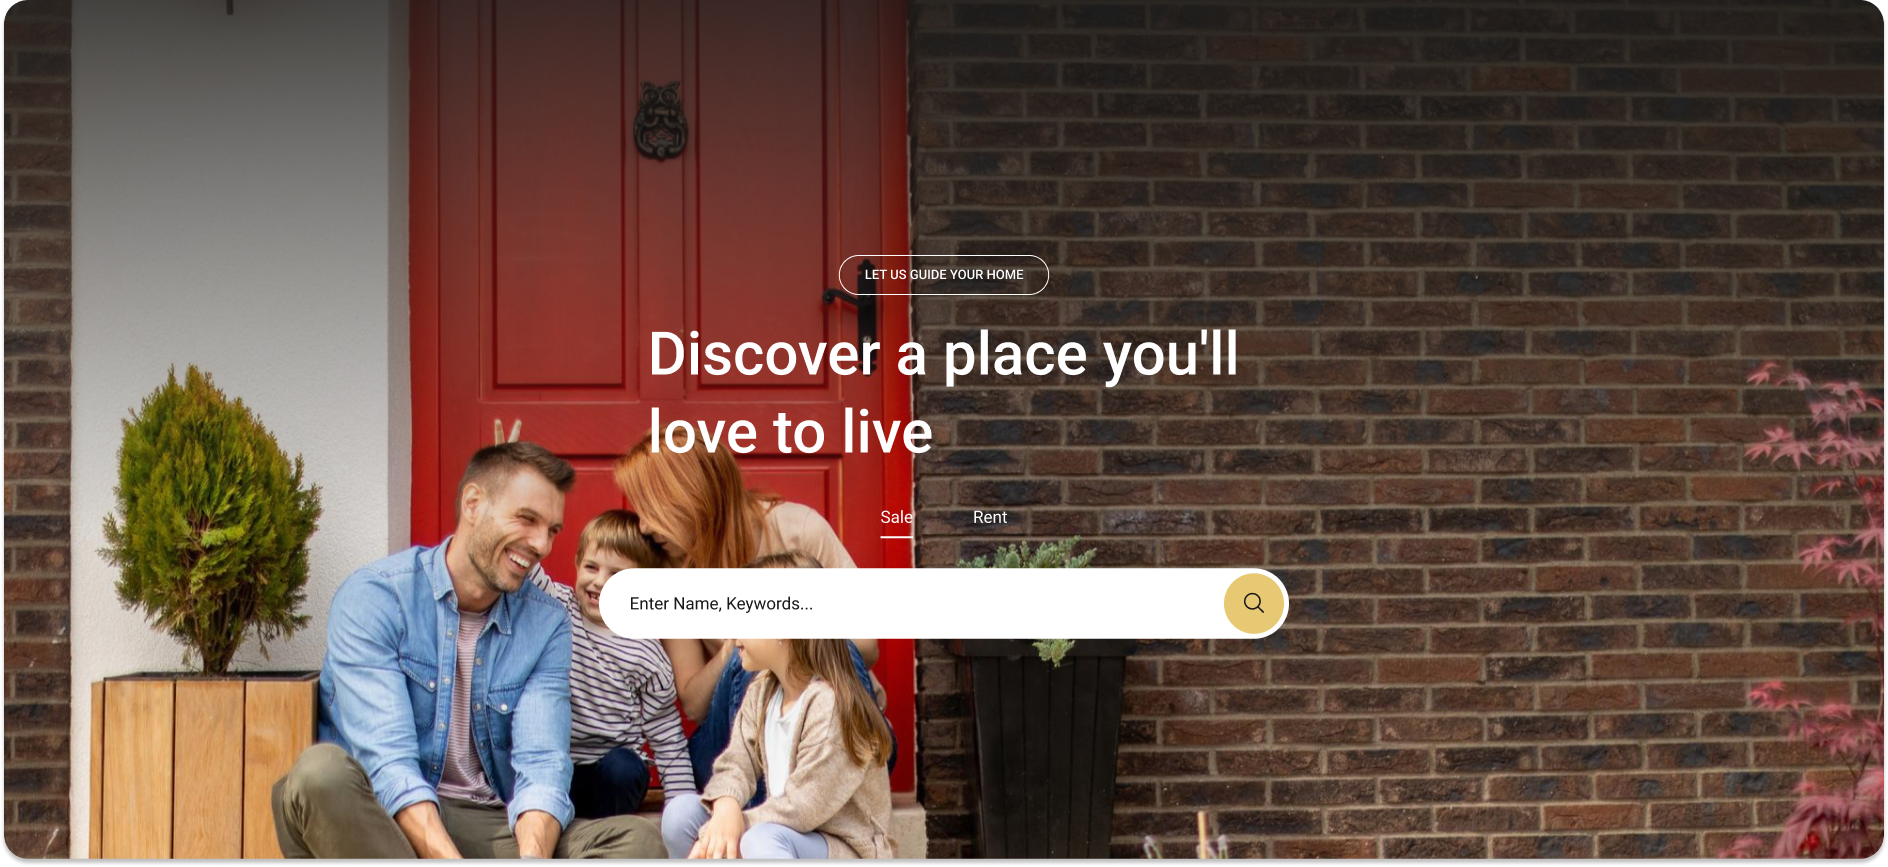 LET US GUIDE YOUR HOME
Discover a place you'll
love to live
Sale
Rent
Enter Name, Keywords...